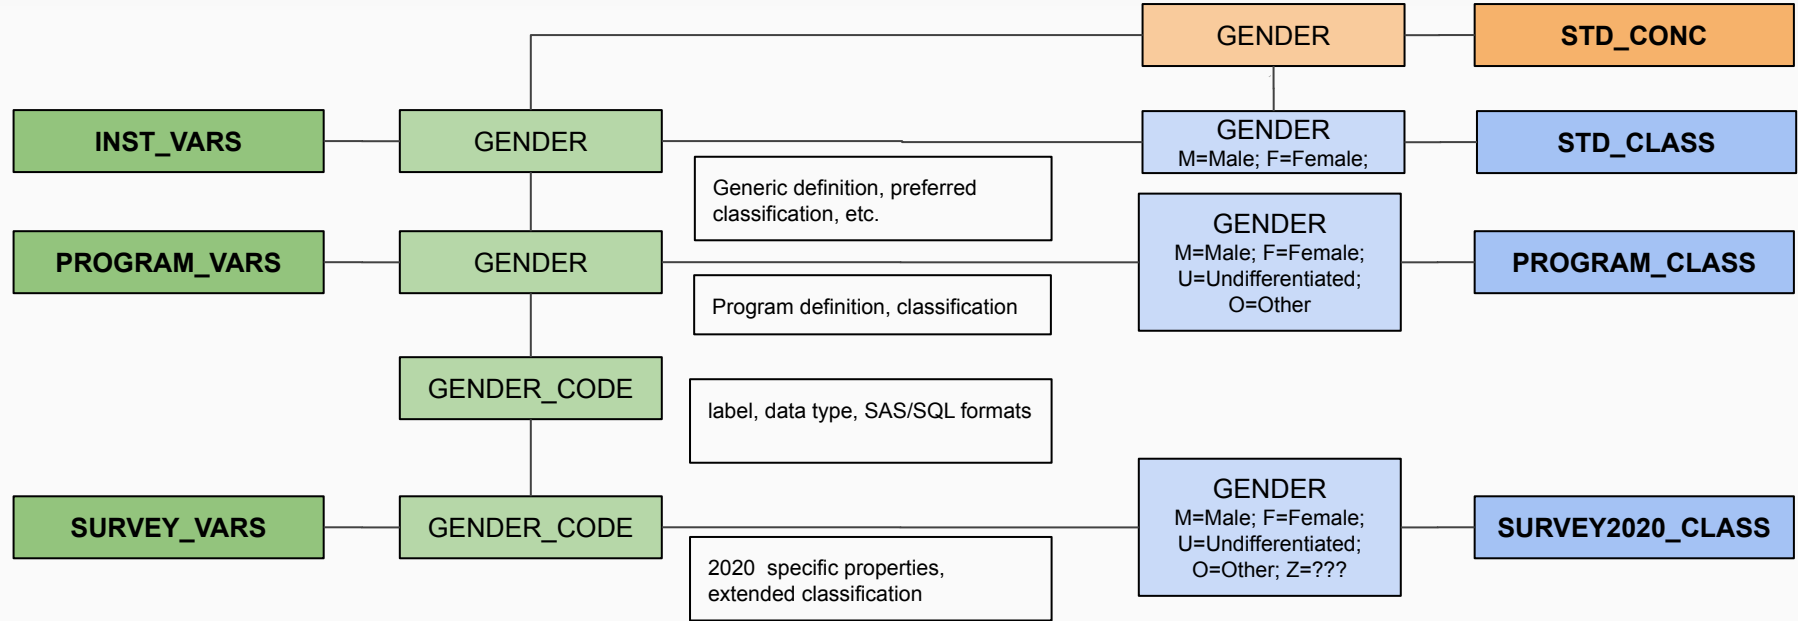 GENDER
STD_CONC
INST_VARS
GENDER
GENDER
M=Male; F=Female;
STD_CLASS
Generic definition, preferred
classification, etc.
PROGRAM_VARS
GENDER
GENDER
M=Male; F=Female;
U=Undifferentiated;
O=Other
PROGRAM_CLASS
Program definition, classification
GENDER_CODE
label, data type, SAS/SQL formats
SURVEY_VARS
GENDER_CODE
GENDER
M=Male; F=Female;
U=Undifferentiated;
O=Other; Z=???
SURVEY2020_CLASS
2020  specific properties,
extended classification